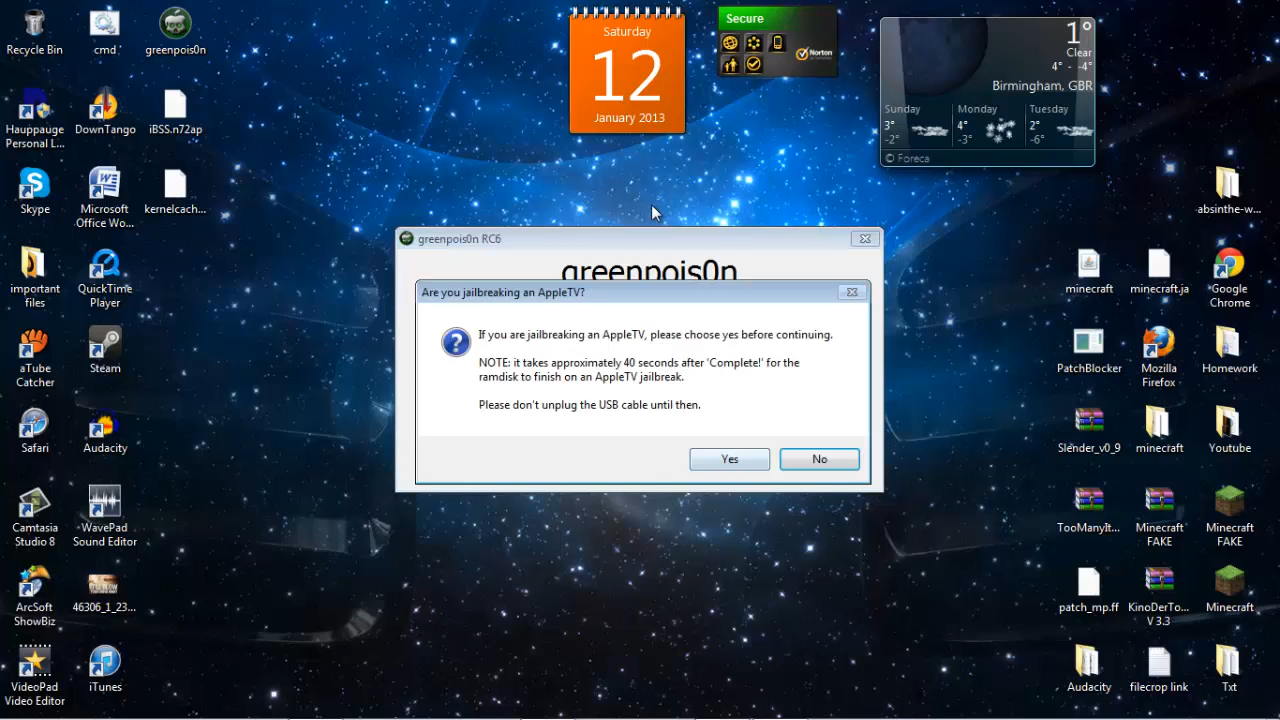 Recycle Bin
cmd
greenpois0n
Hauppauge
Personal L...
DownTango
iBSS.n72ap
Skype
Microsoft
Office Wo...
kernelcach...
important
files
QuickTime
Player
aTube
Catcher
Steam
Safari
Audacity
Camtasia
Studio 8
WavePad
Sound Editor
ArcSoft
ShowBiz
46306_1_23...
VideoPad
Video Editor
iTunes
Saturday
12
January 2013
Secure
Norton
1°
Clear
4° - -4°
Birmingham, GBR
Sunday
Monday
Tuesday
3°
-2°
4°
-3°
2°
-6°
© Foreca
greenpois0n RC6
greenpois0n
Are you jailbreaking an AppleTV?
If you are jailbreaking an AppleTV, please choose yes before continuing.
NOTE: it takes approximately 40 seconds after 'Complete!' for the
ramdisk to finish on an AppleTV jailbreak.
Please don't unplug the USB cable until then.
Yes
No
absinthe-w...
minecraft
minecraft.ja
Google
Chrome
PatchBlocker
Mozilla
Firefox
Homework
Slender_v0_9
minecraft
Youtube
TooManyIt...
Minecraft
FAKE
Minecraft
FAKE
patch_mp.ff
KinoDerTo...
V 3.3
Minecraft
Audacity
filecrop link
Txt